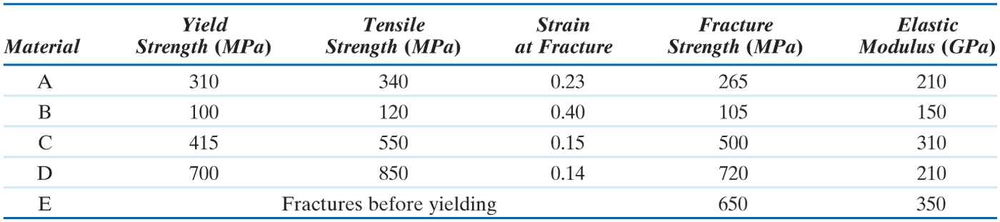 Yield Tensile Strain Fracture Elastic
Material Strength (MPa) Strength (MPa) at Fracture Strength (MPa) Modulus (GPa)
A 310 340 0.23 265 210
B 100 120 0.40 105 150
C 415 550 0.15 500 310
D 700 850 0.14 720 210
E Fractures before yielding 650 350